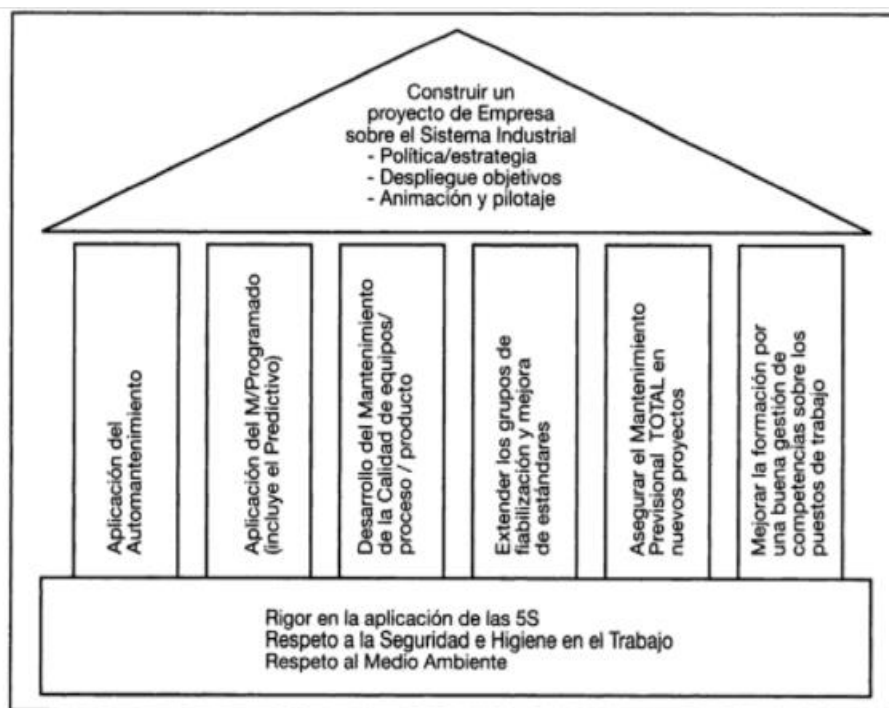 Construir un
proyecto de Empresa
sobre el Sistema Industrial
- Política/estrategia
- Despliegue objetivos
- Animación y pilotaje
Aplicación del
Automantenimiento
Aplicación del M/Programado
(incluye el Predictivo)
Desarrollo del Mantenimiento
de la Calidad de equipos/
proceso / producto
Extender los grupos de
fiabilización y mejora
de estándares
Asegurar el Mantenimiento
Previsional TOTAL en
nuevos proyectos
Mejorar la formación por
una buena gestión de
competencias sobre los
puestos de trabajo
Rigor en la aplicación de las 5S
Respeto a la Seguridad e Higiene en el Trabajo
Respeto al Medio Ambiente